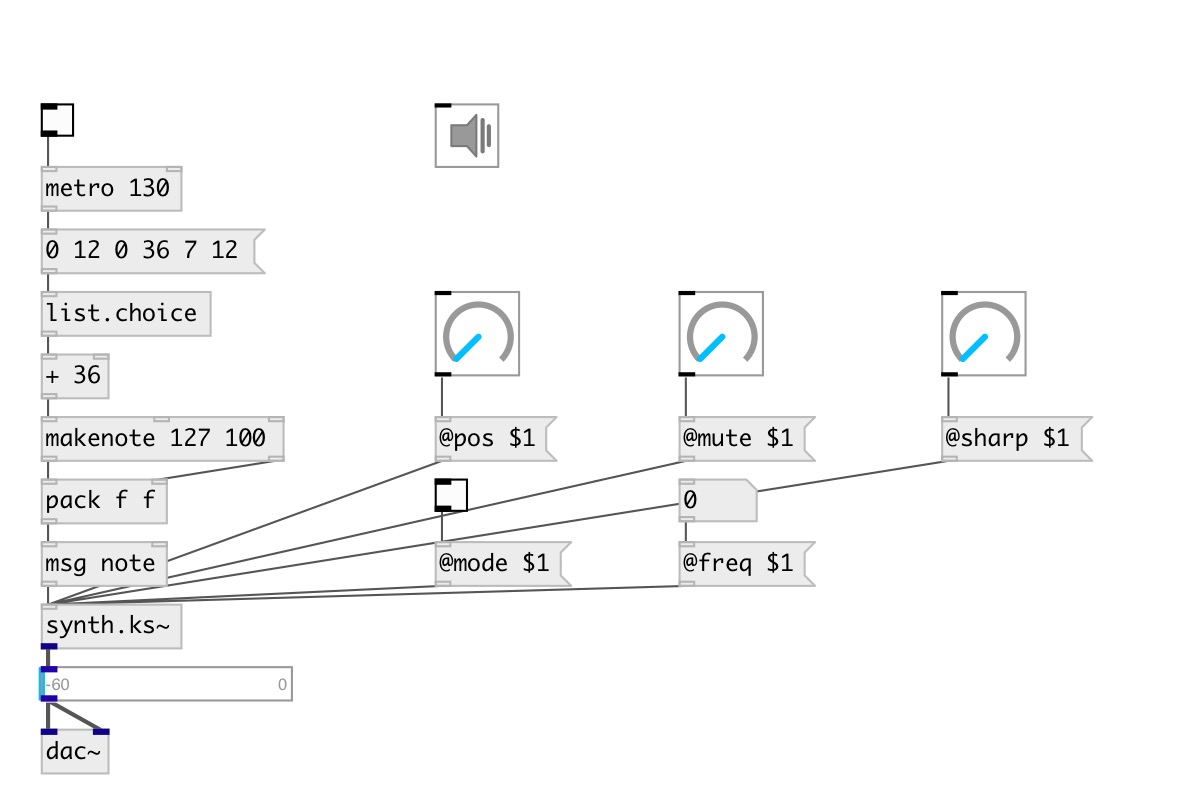 metro 130
0 12 0 36 7 12
list.choice
+ 36
makenote 127 100
@pos $1
@mute $1
@sharp $1
pack f f
0
msg note
@mode $1
@freq $1
synth.ks~
-60 0
dac~